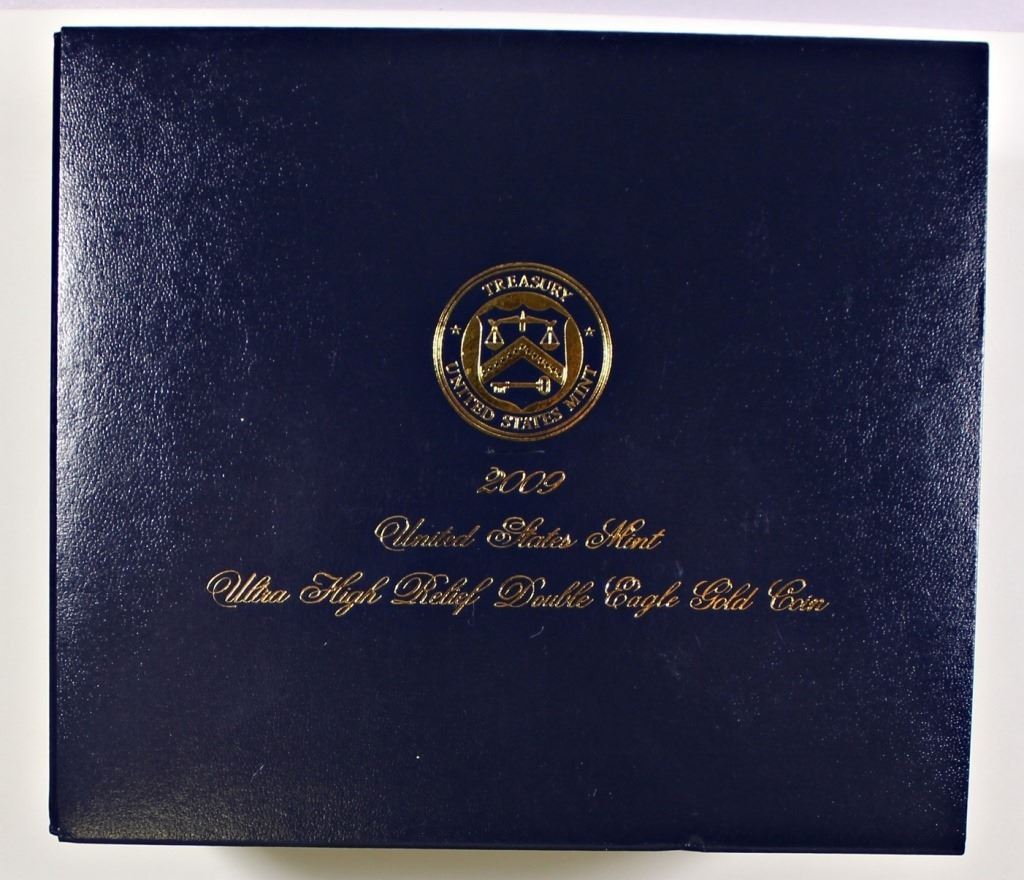 TREASURY
UNITED STATES MINT
2009
United States Mint
Ultra High Relief Double Eagle Gold Coin